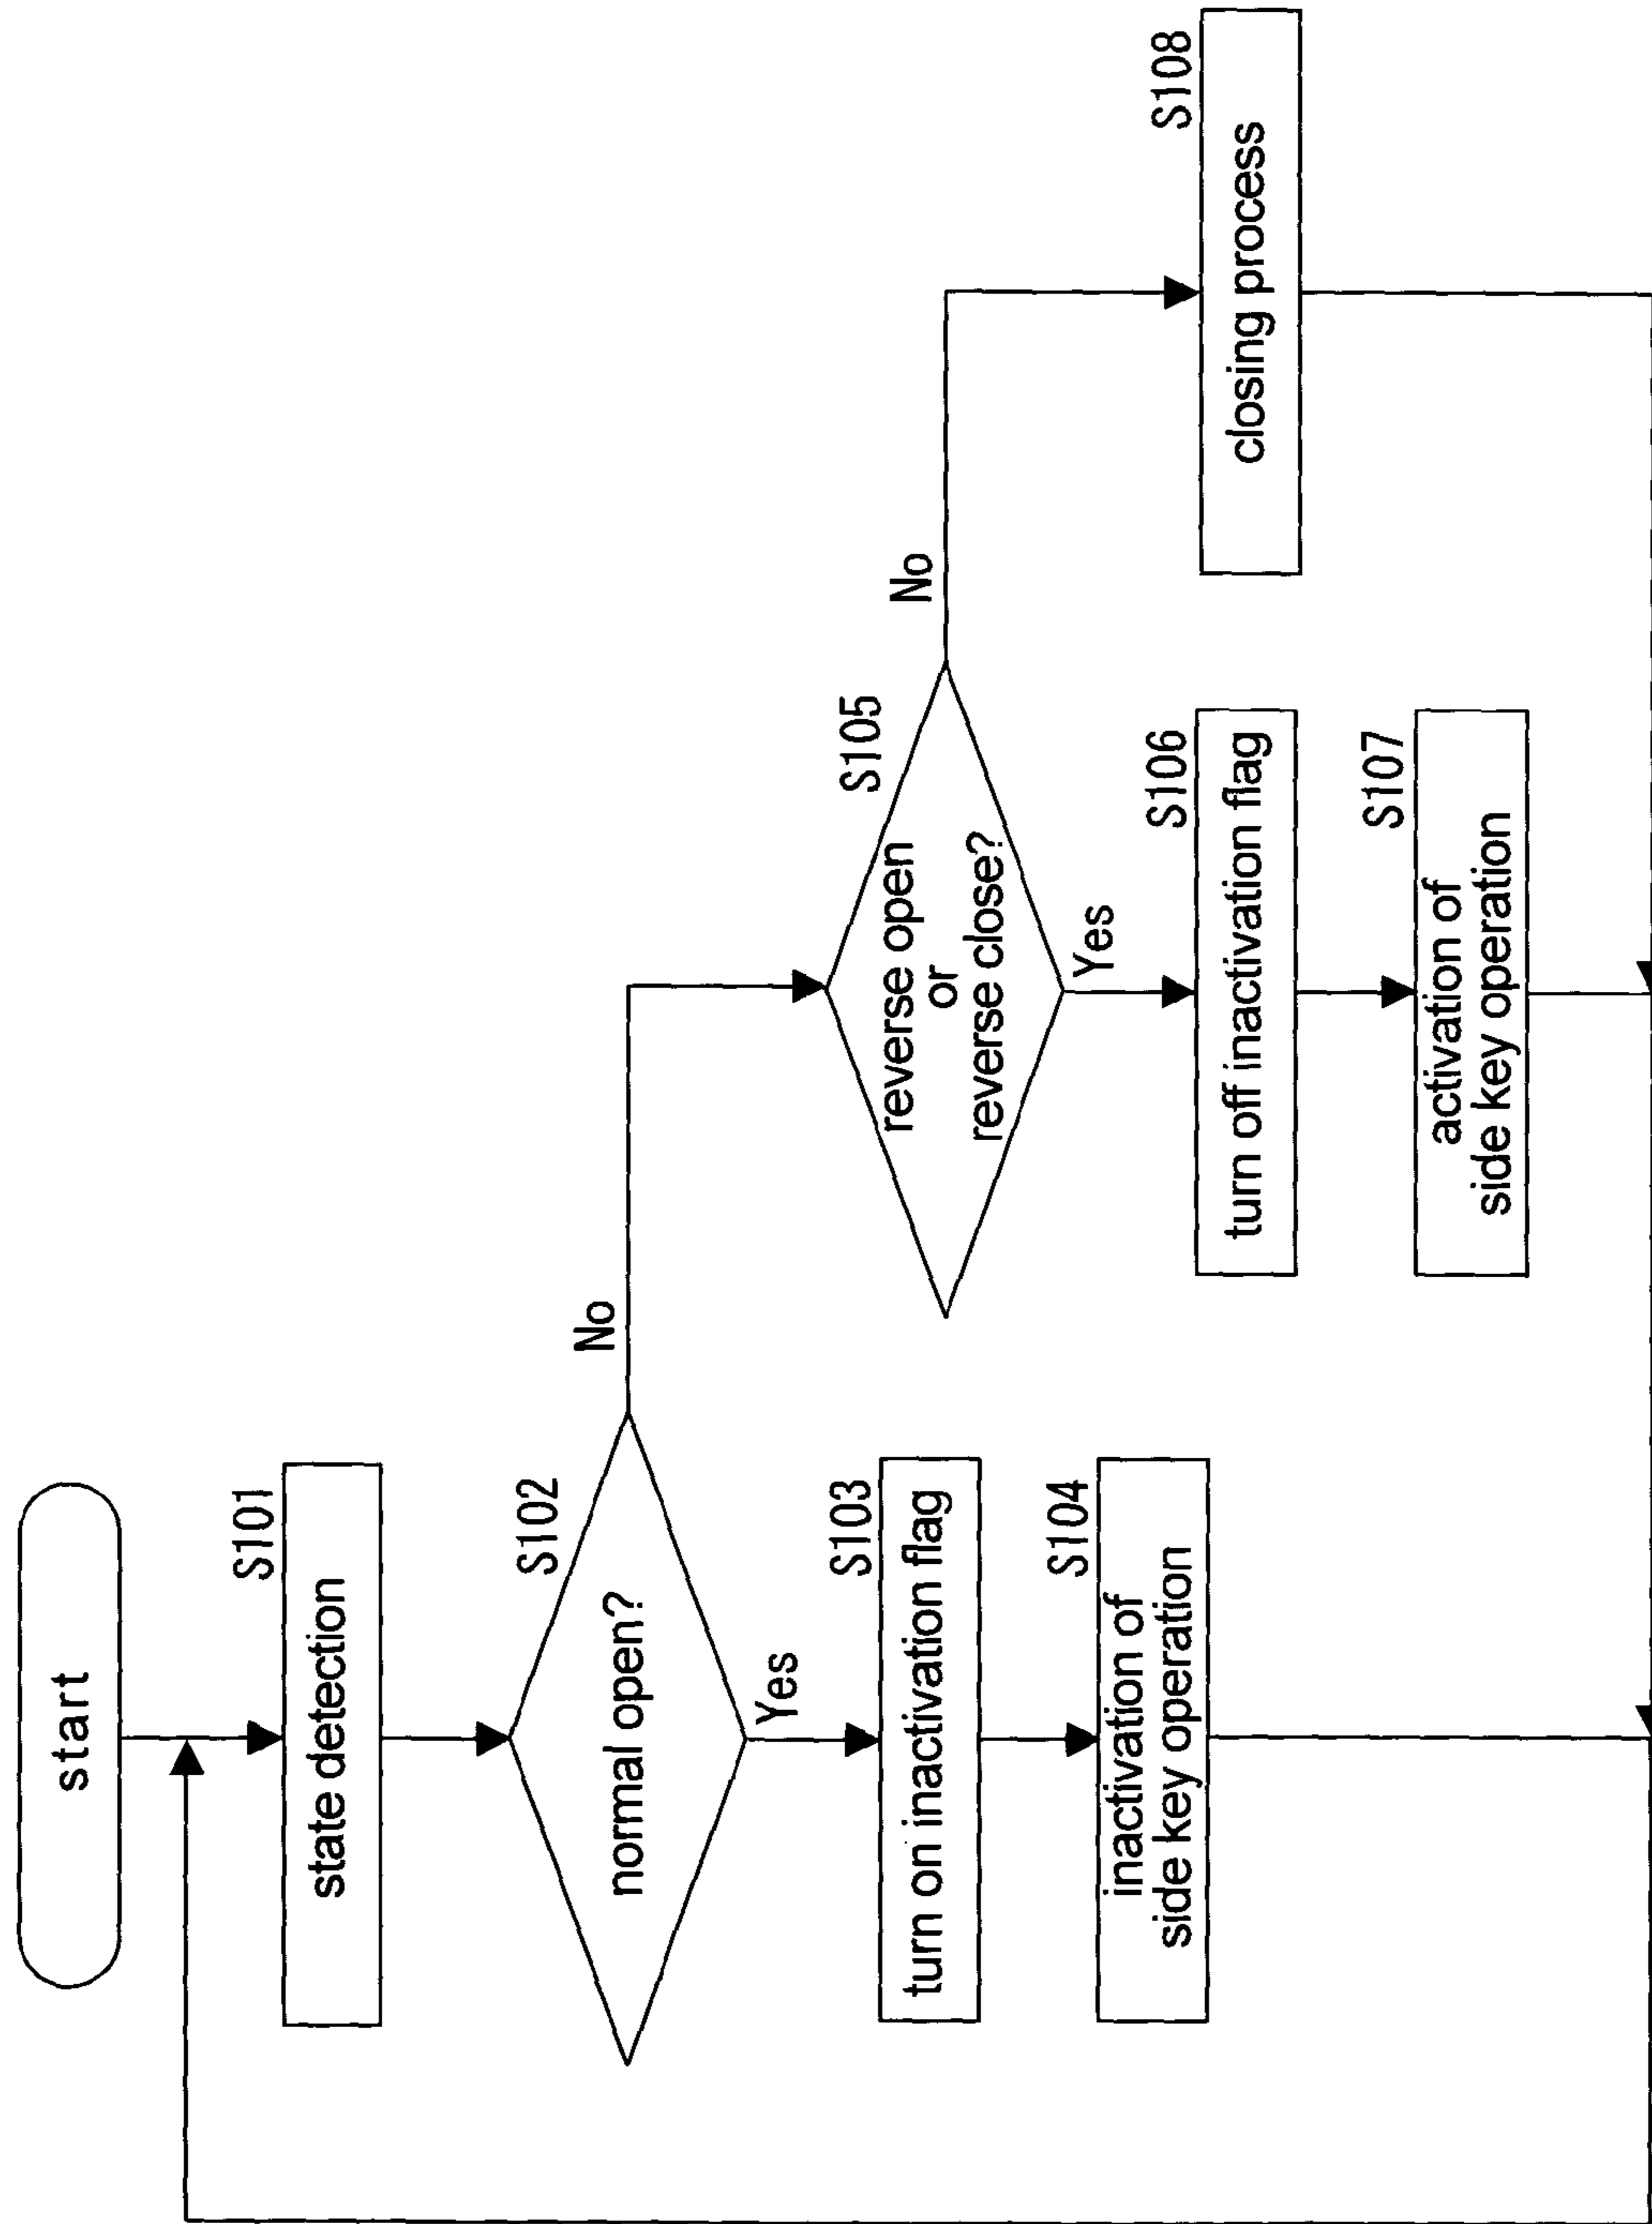 start
S101
state detection
S102
normal open?
No
Yes
S103
turn on inactivation flag
S104
inactivation of
side key operation
S105
reverse open
or
reverse close?
No
Yes
S106
turn off inactivation flag
S107
activation of
side key operation
S108
closing process